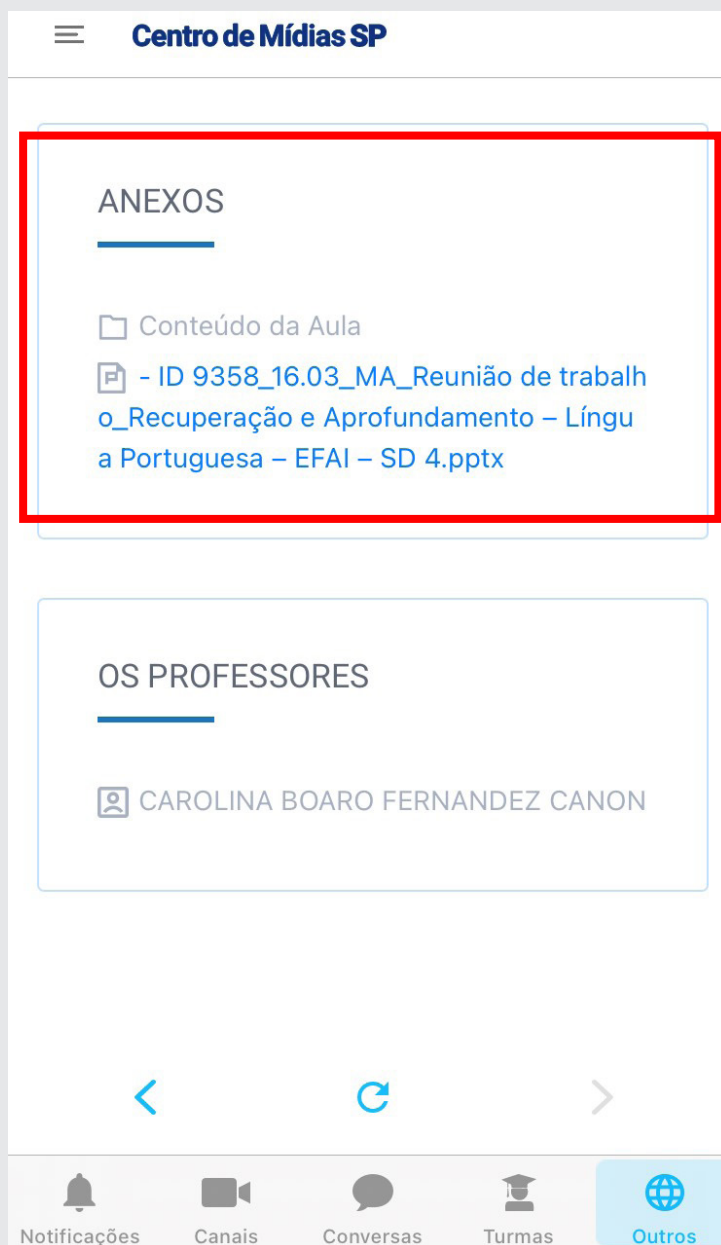 Centro de Mídias SP
ANEXOS
Conteúdo da Aula
- ID 9358_16.03_MA_Reunião de trabalh
o_Recuperação e Aprofundamento – Língu
a Portuguesa – EFAI – SD 4.pptx
OS PROFESSORES
CAROLINA BOARO FERNANDEZ CANON
Notificações Canais Conversas Turmas Outros